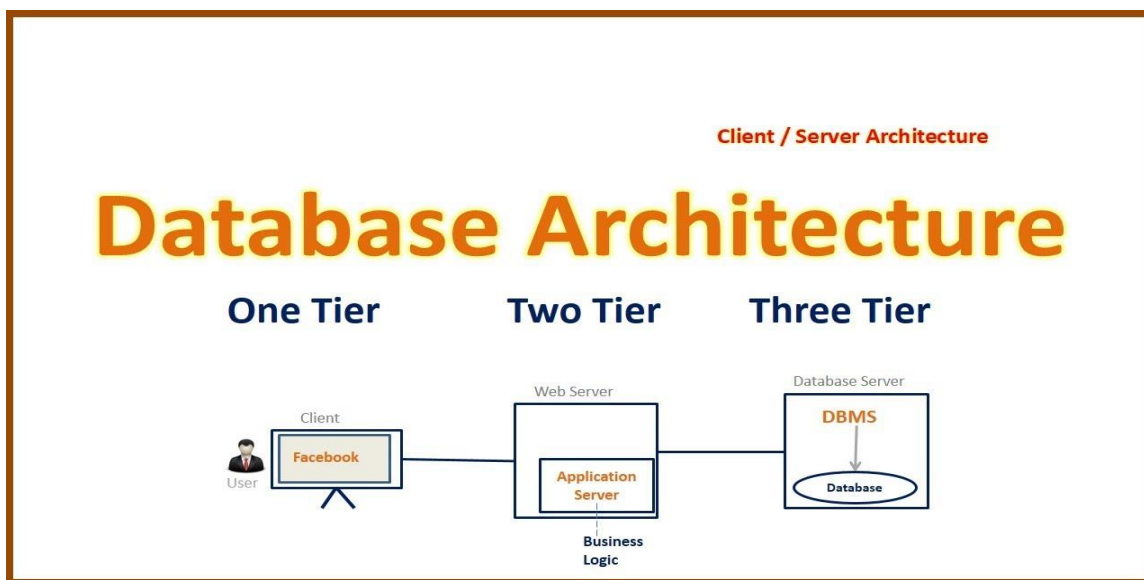 Client / Server Architecture
Database Architecture
One Tier
Two Tier
Three Tier
Client
Web Server
Database Server
User
Facebook
Application
Server
DBMS
Database
Business
Logic